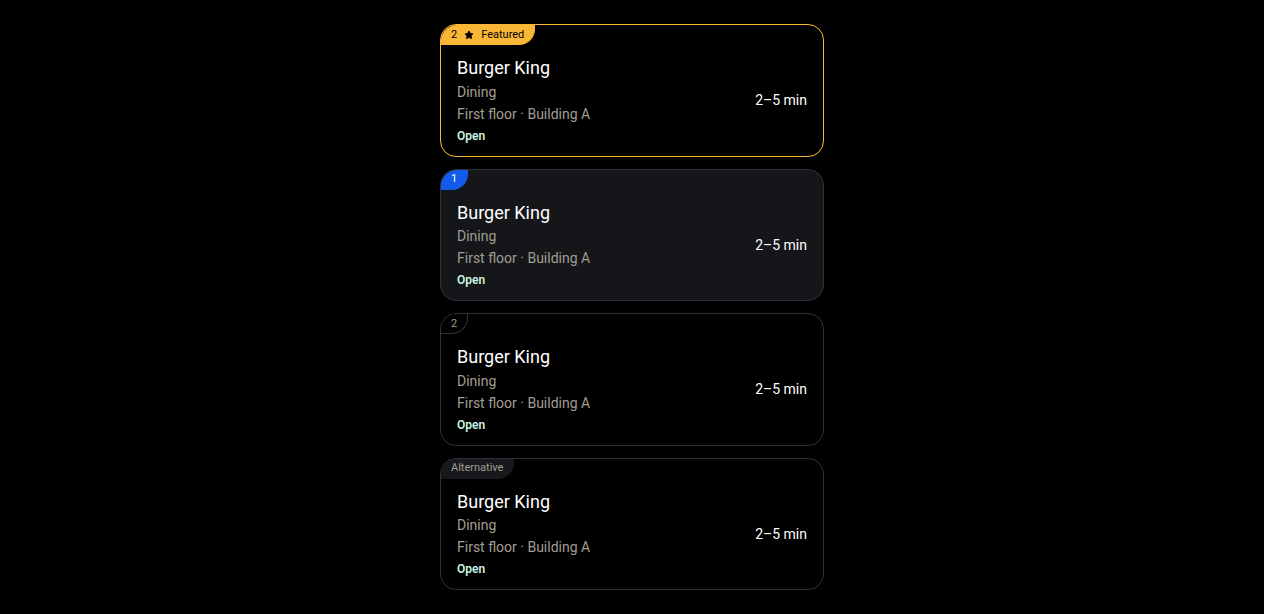 2 ★ Featured
Burger King
Dining
First floor · Building A
2–5 min
Open
1
Burger King
Dining
First floor · Building A
2–5 min
Open
2
Burger King
Dining
First floor · Building A
2–5 min
Open
Alternative
Burger King
Dining
First floor · Building A
2–5 min
Open